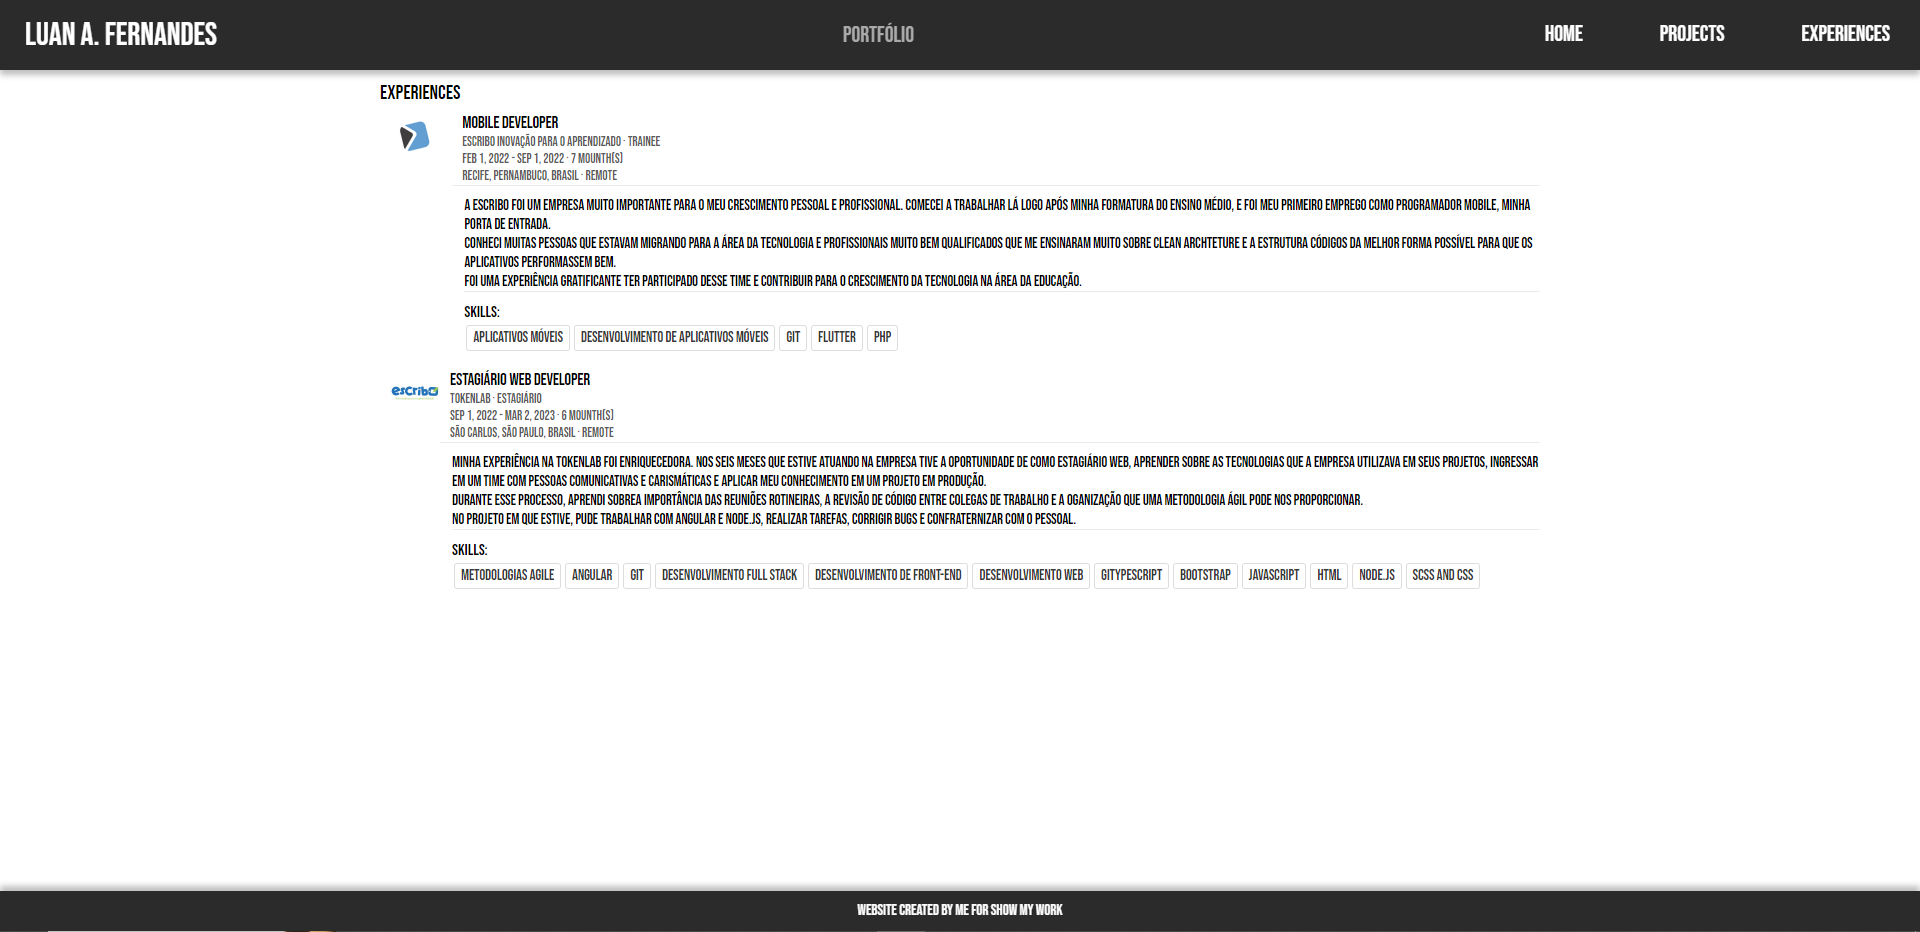 LUAN A. FERNANDES
PORTFÓLIO
HOME
PROJECTS
EXPERIENCES
EXPERIENCES
MOBILE DEVELOPER
ESCRIBO INOVAÇÃO PARA O APRENDIZADO · TRAINEE
FEB 1, 2022 - SEP 1, 2022 · 7 MOUNTH(S)
RECIFE, PERNAMBUCO, BRASIL · REMOTE
A ESCRIBO FOI UM EMPRESA MUITO IMPORTANTE PARA O MEU CRESCIMENTO PESSOAL E PROFISSIONAL. COMECEI A TRABALHAR LÁ LOGO APÓS MINHA FORMATURA DO ENSINO MÉDIO, E FOI MEU PRIMEIRO EMPREGO COMO PROGRAMADOR MOBILE, MINHA
PORTA DE ENTRADA.
CONHECI MUITAS PESSOAS QUE ESTAVAM MIGRANDO PARA A ÁREA DA TECNOLOGIA E PROFISSIONAIS MUITO BEM QUALIFICADOS QUE ME ENSINARAM MUITO SOBRE CLEAN ARCHTETURE E A ESTRUTURA CÓDIGOS DA MELHOR FORMA POSSÍVEL PARA QUE OS
APLICATIVOS PERFORMASSEM BEM.
FOI UMA EXPERIÊNCIA GRATIFICANTE TER PARTICIPADO DESSE TIME E CONTRIBUIR PARA O CRESCIMENTO DA TECNOLOGIA NA ÁREA DA EDUCAÇÃO.
SKILLS:
APLICATIVOS MÓVEIS
DESENVOLVIMENTO DE APLICATIVOS MÓVEIS
GIT
FLUTTER
PHP
escribo
ESTAGIÁRIO WEB DEVELOPER
TOKENLAB · ESTAGIÁRIO
SEP 1, 2022 - MAR 2, 2023 · 6 MOUNTH(S)
SÃO CARLOS, SÃO PAULO, BRASIL · REMOTE
MINHA EXPERIÊNCIA NA TOKENLAB FOI ENRIQUECEDORA. NOS SEIS MESES QUE ESTIVE ATUANDO NA EMPRESA TIVE A OPORTUNIDADE DE COMO ESTAGIÁRIO WEB, APRENDER SOBRE AS TECNOLOGIAS QUE A EMPRESA UTILIZAVA EM SEUS PROJETOS, INGRESSAR
EM UM TIME COM PESSOAS COMUNICATIVAS E CARISMÁTICAS E APLICAR MEU CONHECIMENTO EM UM PROJETO EM PRODUÇÃO.
DURANTE ESSE PROCESSO, APRENDI SOBREA IMPORTÂNCIA DAS REUNIÕES ROTINEIRAS, A REVISÃO DE CÓDIGO ENTRE COLEGAS DE TRABALHO E A OGANIZAÇÃO QUE UMA METODOLOGIA ÁGIL PODE NOS PROPORCIONAR.
NO PROJETO EM QUE ESTIVE, PUDE TRABALHAR COM ANGULAR E NODE.JS, REALIZAR TAREFAS, CORRIGIR BUGS E CONFRATERNIZAR COM O PESSOAL.
SKILLS:
METODOLOGIAS AGILE
ANGULAR
GIT
DESENVOLVIMENTO FULL STACK
DESENVOLVIMENTO DE FRONT-END
DESENVOLVIMENTO WEB
GITYPESCRIPT
BOOTSTRAP
JAVASCRIPT
HTML
NODE.JS
SCSS AND CSS
WEBSITE CREATED BY ME FOR SHOW MY WORK